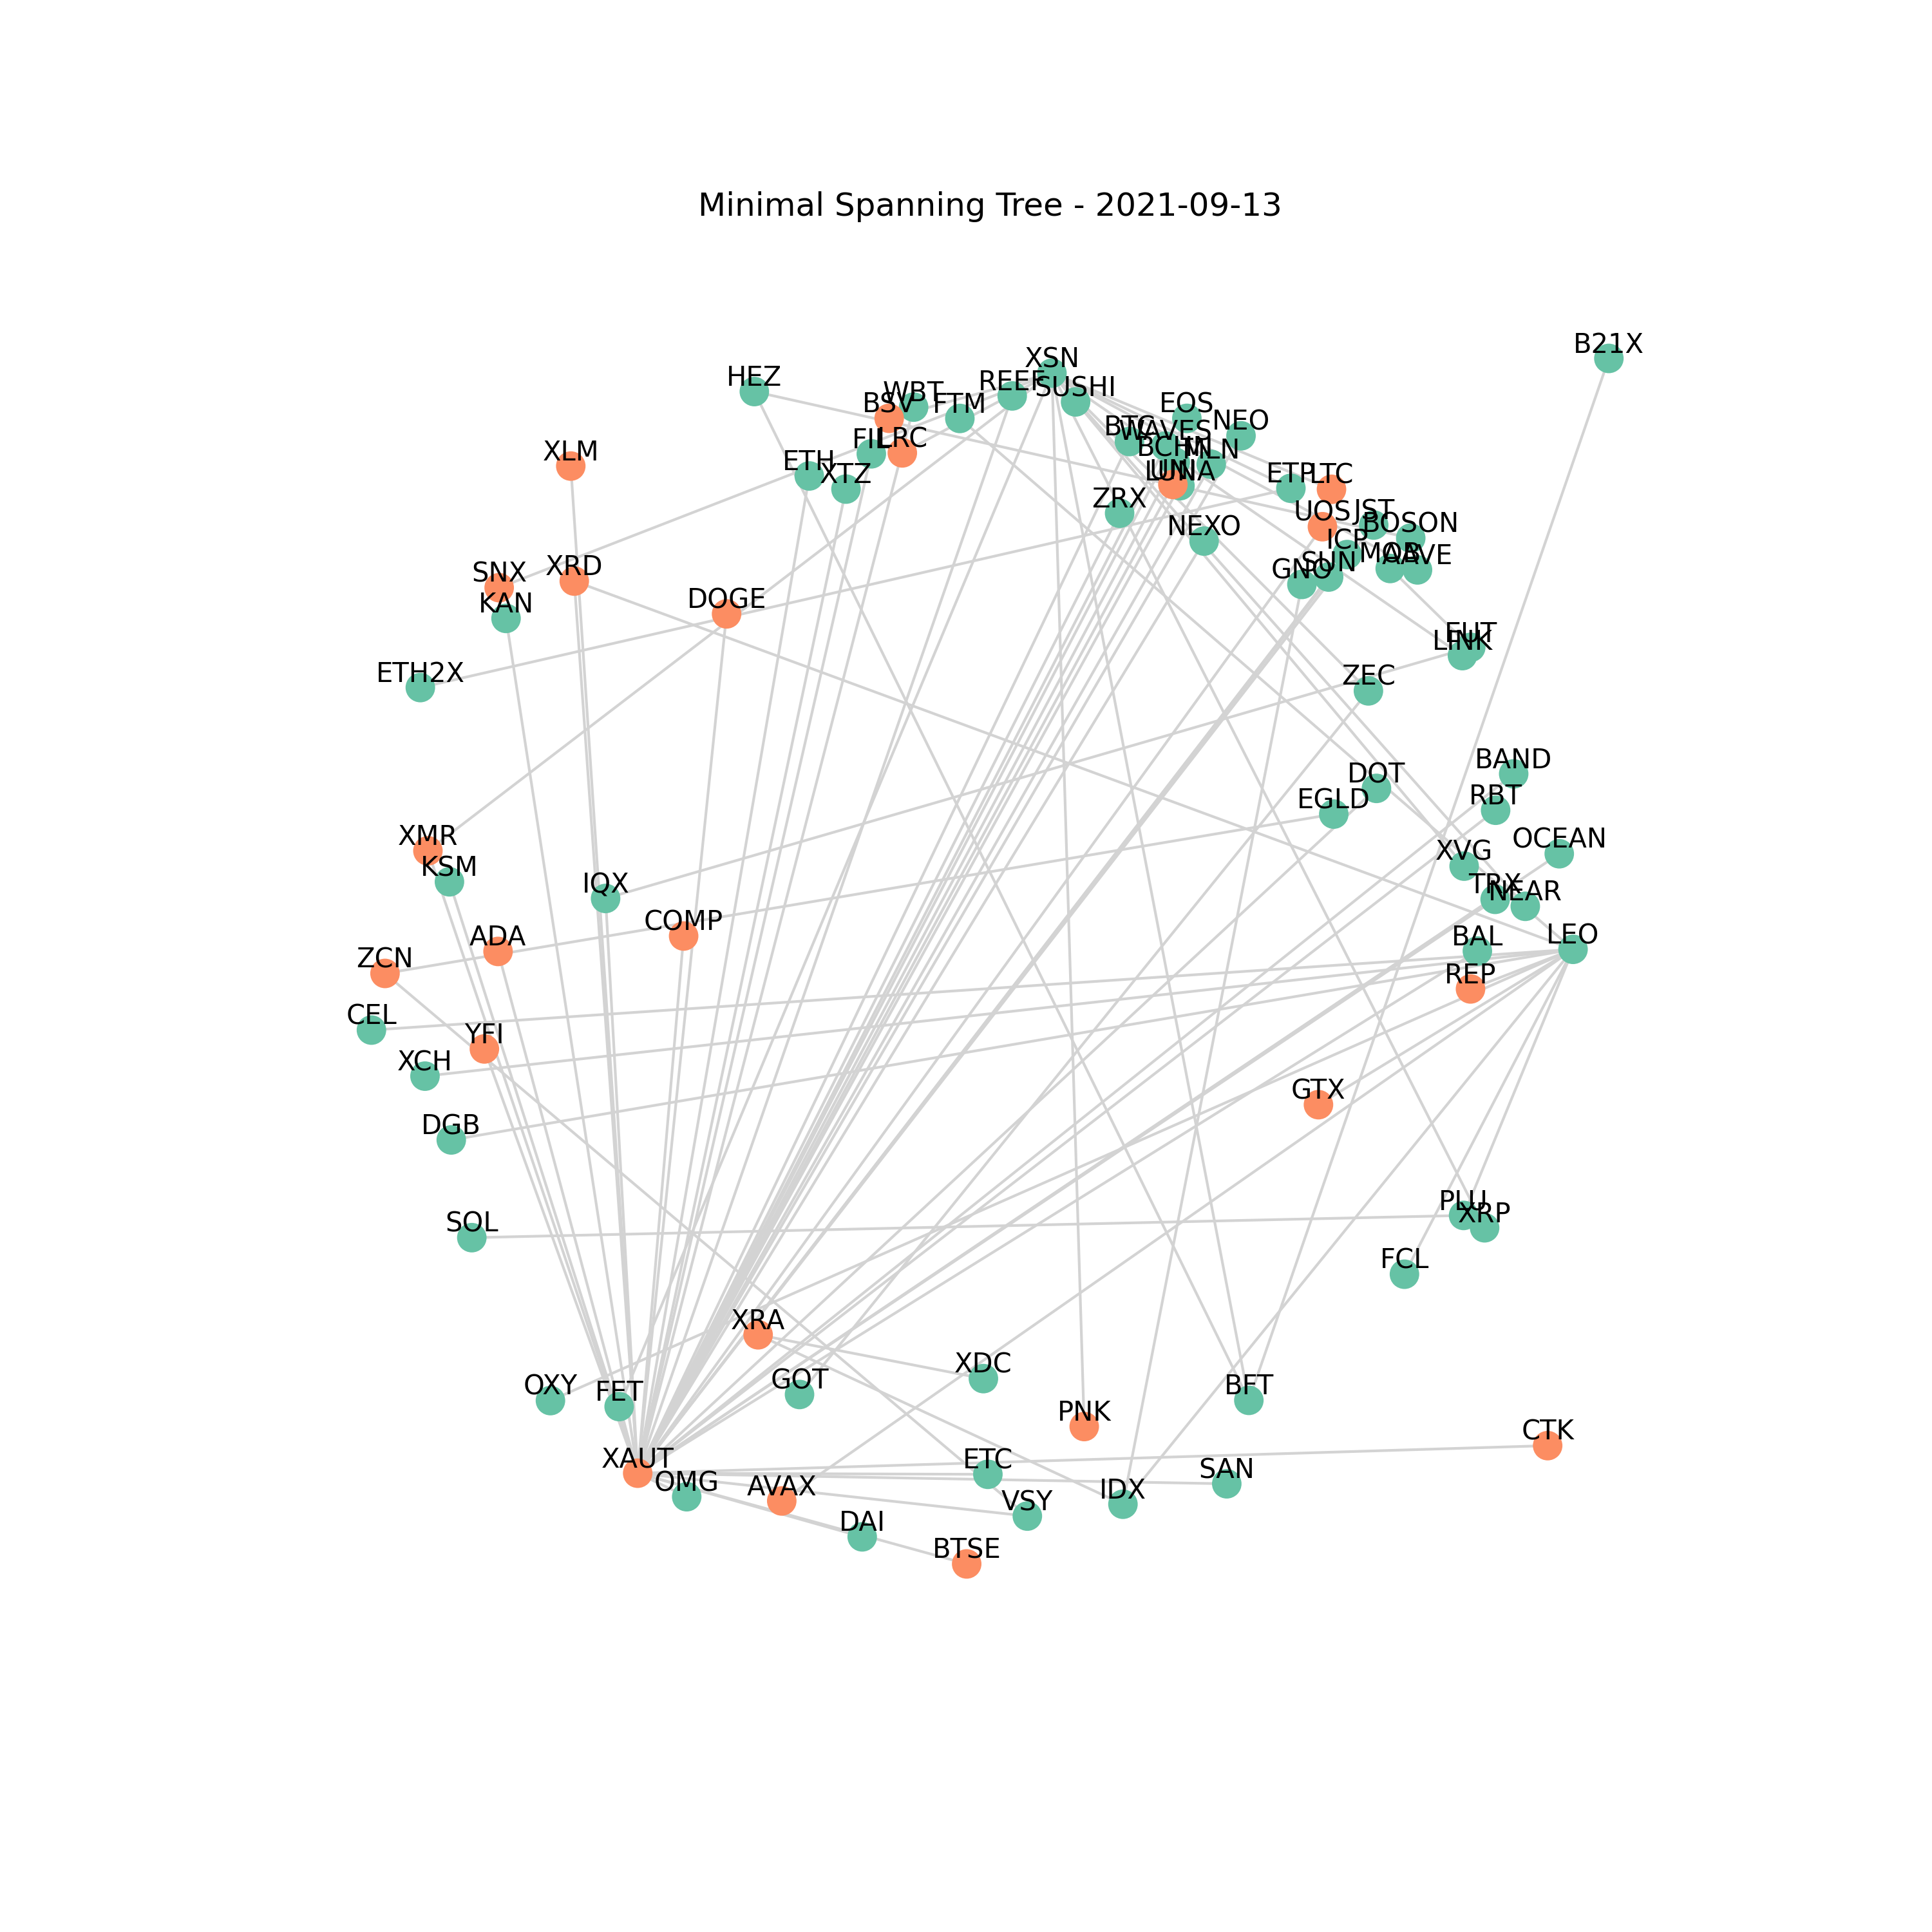 Minimal Spanning Tree - 2021-09-13
B21X
XSN
HEZ
REEF
SUSHI
WBT
BSV
FTM
EOS
NEO
BTC
WAVES
XLM
FIL
LRC
BCHN
MLN
ETH
XTZ
UNI
LUNA
ETP
LTC
ZRX
UOS
JST
BOSON
NEXO
ICP
MOB
AAVE
SNX
XRD
GNO
SUN
KAN
DOGE
EUT
LINK
ETH2X
ZEC
BAND
DOT
RBT
EGLD
XMR
OCEAN
XVG
KSM
IQX
TRX
NEAR
COMP
ADA
BAL
LEO
ZCN
REP
CEL
YFI
XCH
GTX
DGB
SOL
PLU
XRP
FCL
XRA
XDC
OXY
FET
GOT
BFT
PNK
CTK
XAUT
ETC
OMG
AVAX
SAN
IDX
VSY
DAI
BTSE